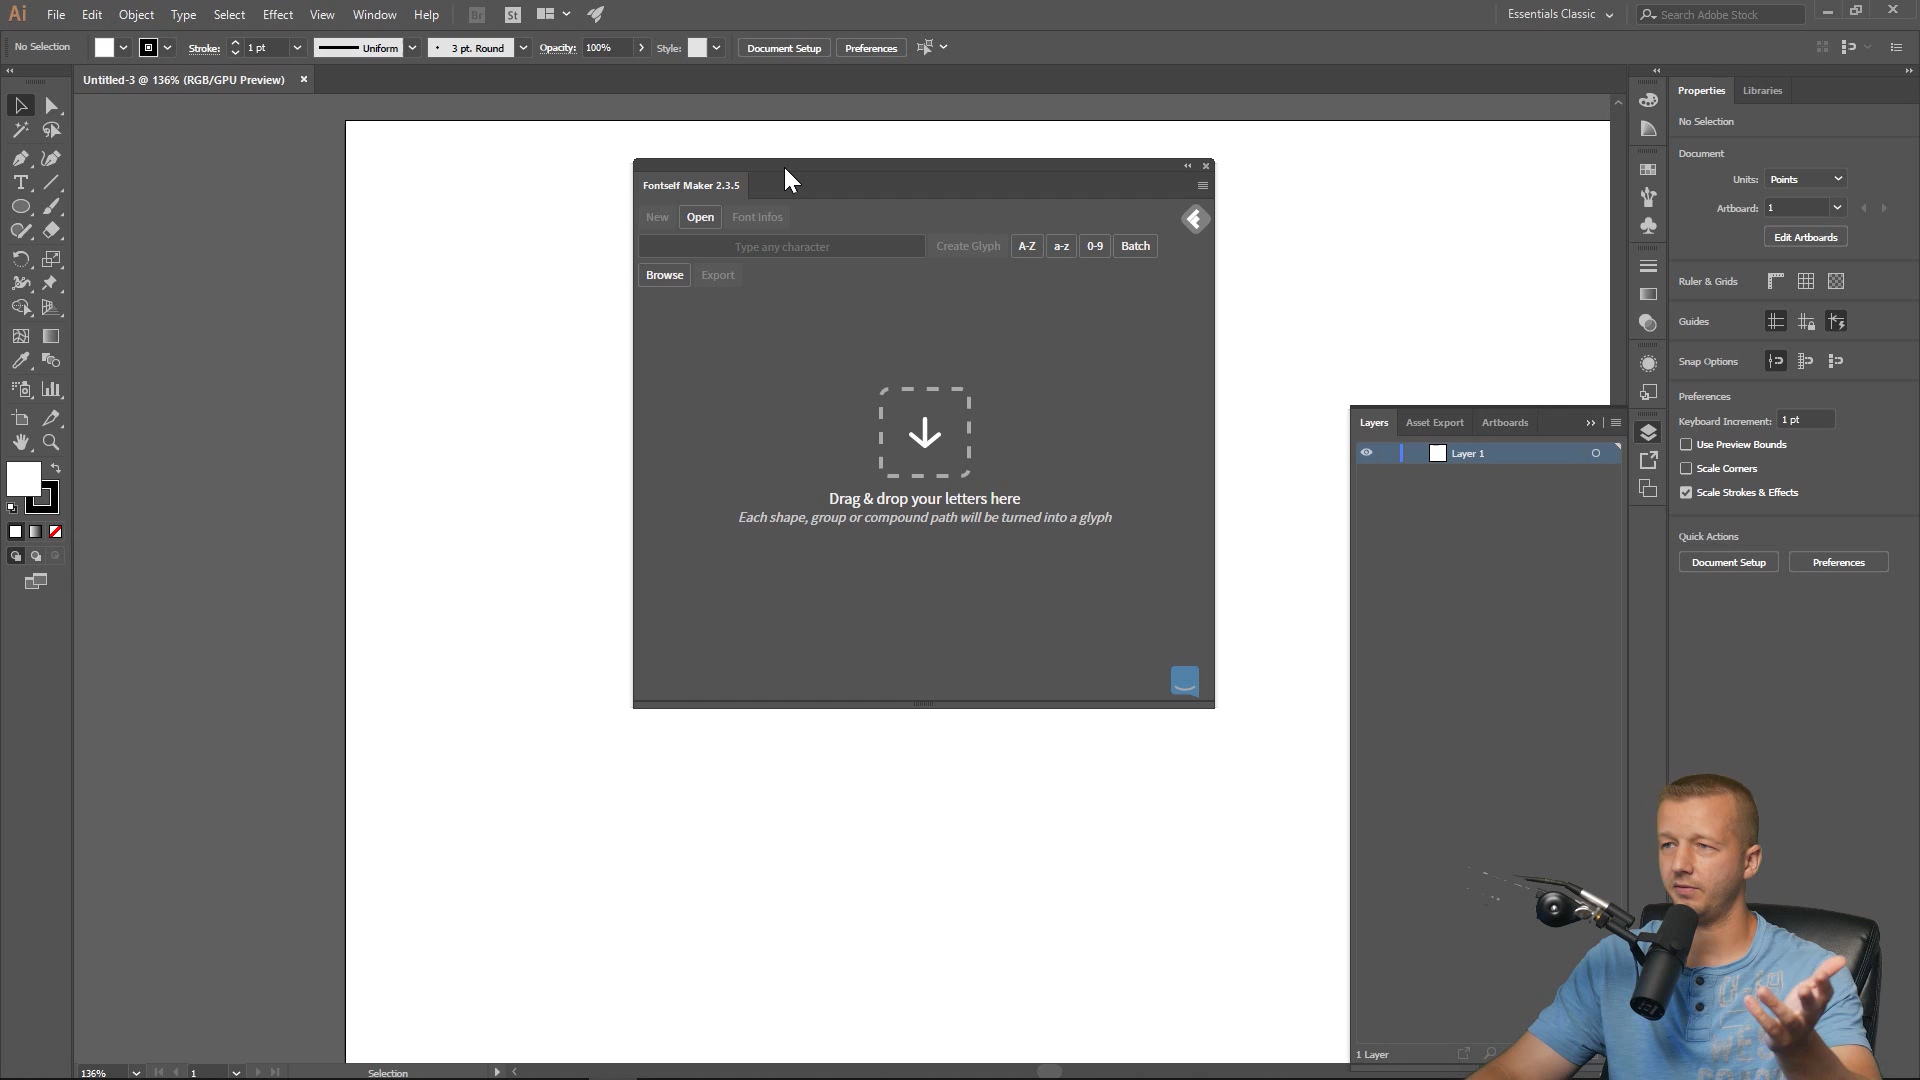 Ai File Edit Object Type Select Effect View Window Help Br St Essentials Classic Search Adobe Stock
No Selection Stroke: 1 pt Uniform 3 pt. Round Opacity: 100% Style: Document Setup Preferences
Untitled-3 @ 136% (RGB/GPU Preview)
Properties Libraries
No Selection
Document
Units: Points
Artboard: 1
Edit Artboards
Ruler & Grids
Guides
Snap Options
Preferences
Keyboard Increment: 1 pt
Use Preview Bounds
Scale Corners
Scale Strokes & Effects
Quick Actions
Document Setup Preferences
Fontself Maker 2.3.5
New Open Font Infos
Type any character Create Glyph A-Z a-z 0-9 Batch
Browse Export
Drag & drop your letters here
Each shape, group or compound path will be turned into a glyph
Layers Asset Export Artboards
Layer 1
1 Layer
136% 1 Selection